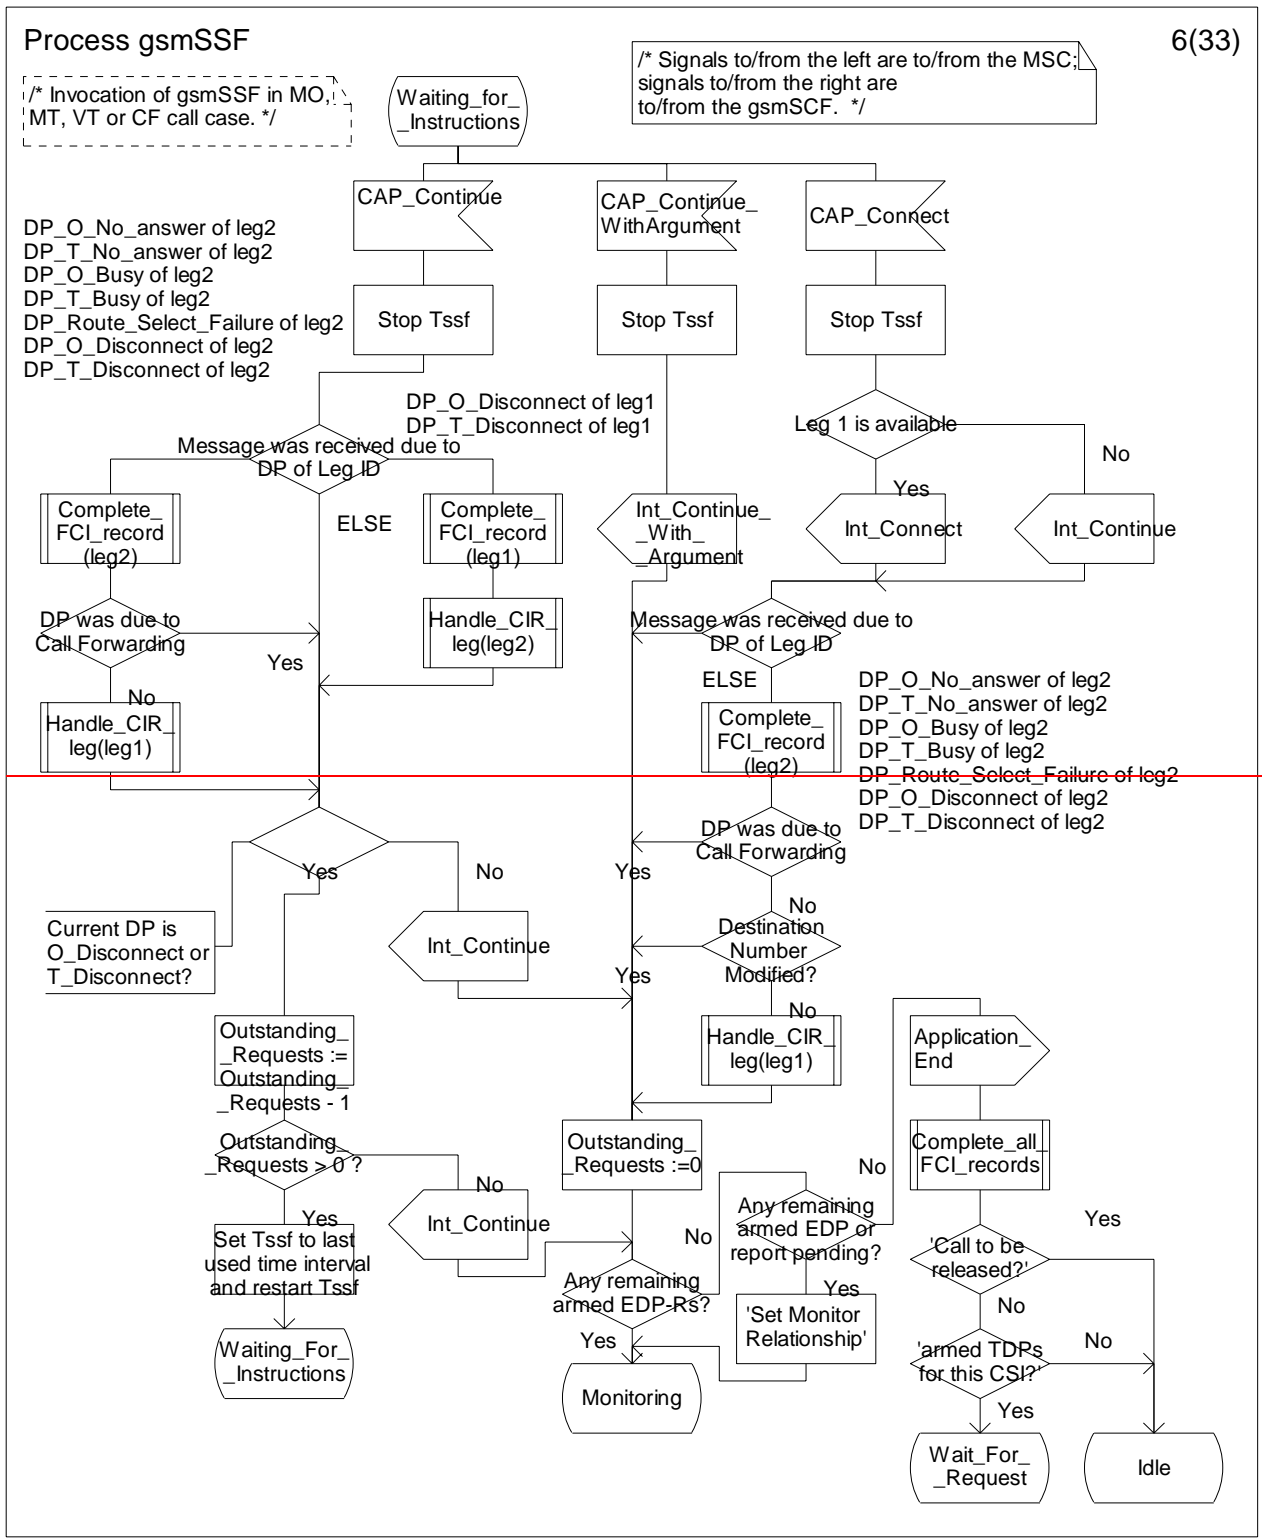 Process gsmSSF
6(33)
/* Invocation of gsmSSF in MO,
MT, VT or CF call case. */
Waiting_for_
_Instructions
/* Signals to/from the left are to/from the MSC;
signals to/from the right are
to/from the gsmSCF.  */
CAP_Continue
CAP_Continue_
WithArgument
CAP_Connect
DP_O_No_answer of leg2
DP_T_No_answer of leg2
DP_O_Busy of leg2
DP_T_Busy of leg2
DP_Route_Select_Failure of leg2
DP_O_Disconnect of leg2
DP_T_Disconnect of leg2
Stop Tssf
Stop Tssf
Stop Tssf
DP_O_Disconnect of leg1
DP_T_Disconnect of leg1
Leg 1 is available
Message was received due to
DP of Leg ID
No
Yes
Complete_
FCI_record
(leg2)
ELSE
Complete_
FCI_record
(leg1)
Int_Continue_
_With_
_Argument
Int_Connect
Int_Continue
DP was due to
Call Forwarding
Yes
Handle_CIR_
leg(leg2)
Message was received due to
DP of Leg ID
No
Handle_CIR_
leg(leg1)
ELSE
Complete_
FCI_record
(leg2)
DP_O_No_answer of leg2
DP_T_No_answer of leg2
DP_O_Busy of leg2
DP_T_Busy of leg2
DP_Route_Select_Failure of leg2
DP_O_Disconnect of leg2
DP_T_Disconnect of leg2
DP was due to
Call Forwarding
Yes
No
Yes
No
Current DP is
O_Disconnect or
T_Disconnect?
Int_Continue
Destination
Number
Modified?
Yes
No
Outstanding_
_Requests :=
Outstanding_
_Requests - 1
Handle_CIR_
leg(leg1)
Application_
End
Outstanding_
_Requests > 0 ?
No
Yes
Outstanding_
_Requests :=0
No
Complete_all_
FCI_records
Set Tssf to last
used time interval
and restart Tssf
Int_Continue
No
Any remaining
armed EDP or
report pending?
Yes
Yes
'Call to be
released?'
Any remaining
armed EDP-Rs?
Yes
'Set Monitor
Relationship'
No
Waiting_For_
_Instructions
'armed TDPs
for this CSI?'
No
Yes
Monitoring
Wait_For_
_Request
Idle